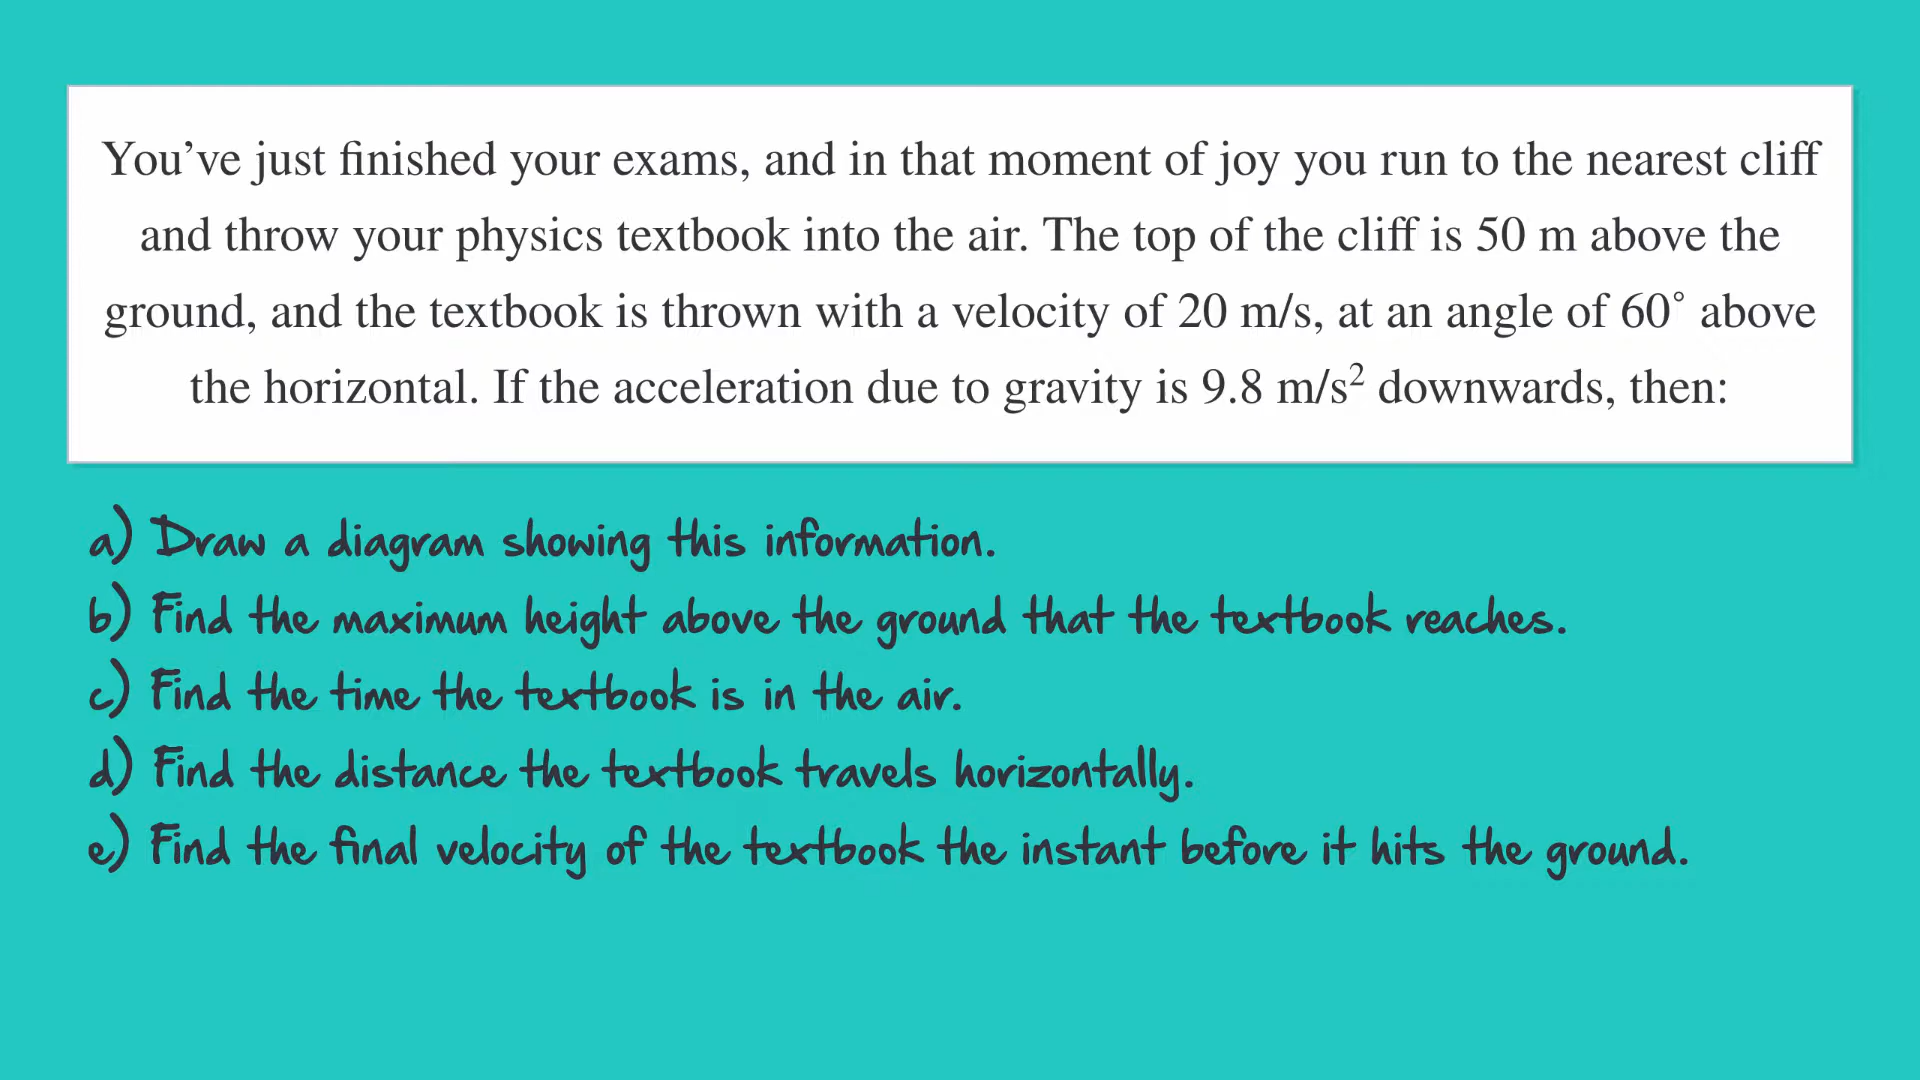 You’ve just finished your exams, and in that moment of joy you run to the nearest cliff
and throw your physics textbook into the air. The top of the cliff is 50 m above the
ground, and the textbook is thrown with a velocity of 20 m/s, at an angle of 60° above
the horizontal. If the acceleration due to gravity is 9.8 m/s² downwards, then:
a) Draw a diagram showing this information.
b) Find the maximum height above the ground that the textbook reaches.
c) Find the time the textbook is in the air.
d) Find the distance the textbook travels horizontally.
e) Find the final velocity of the textbook the instant before it hits the ground.